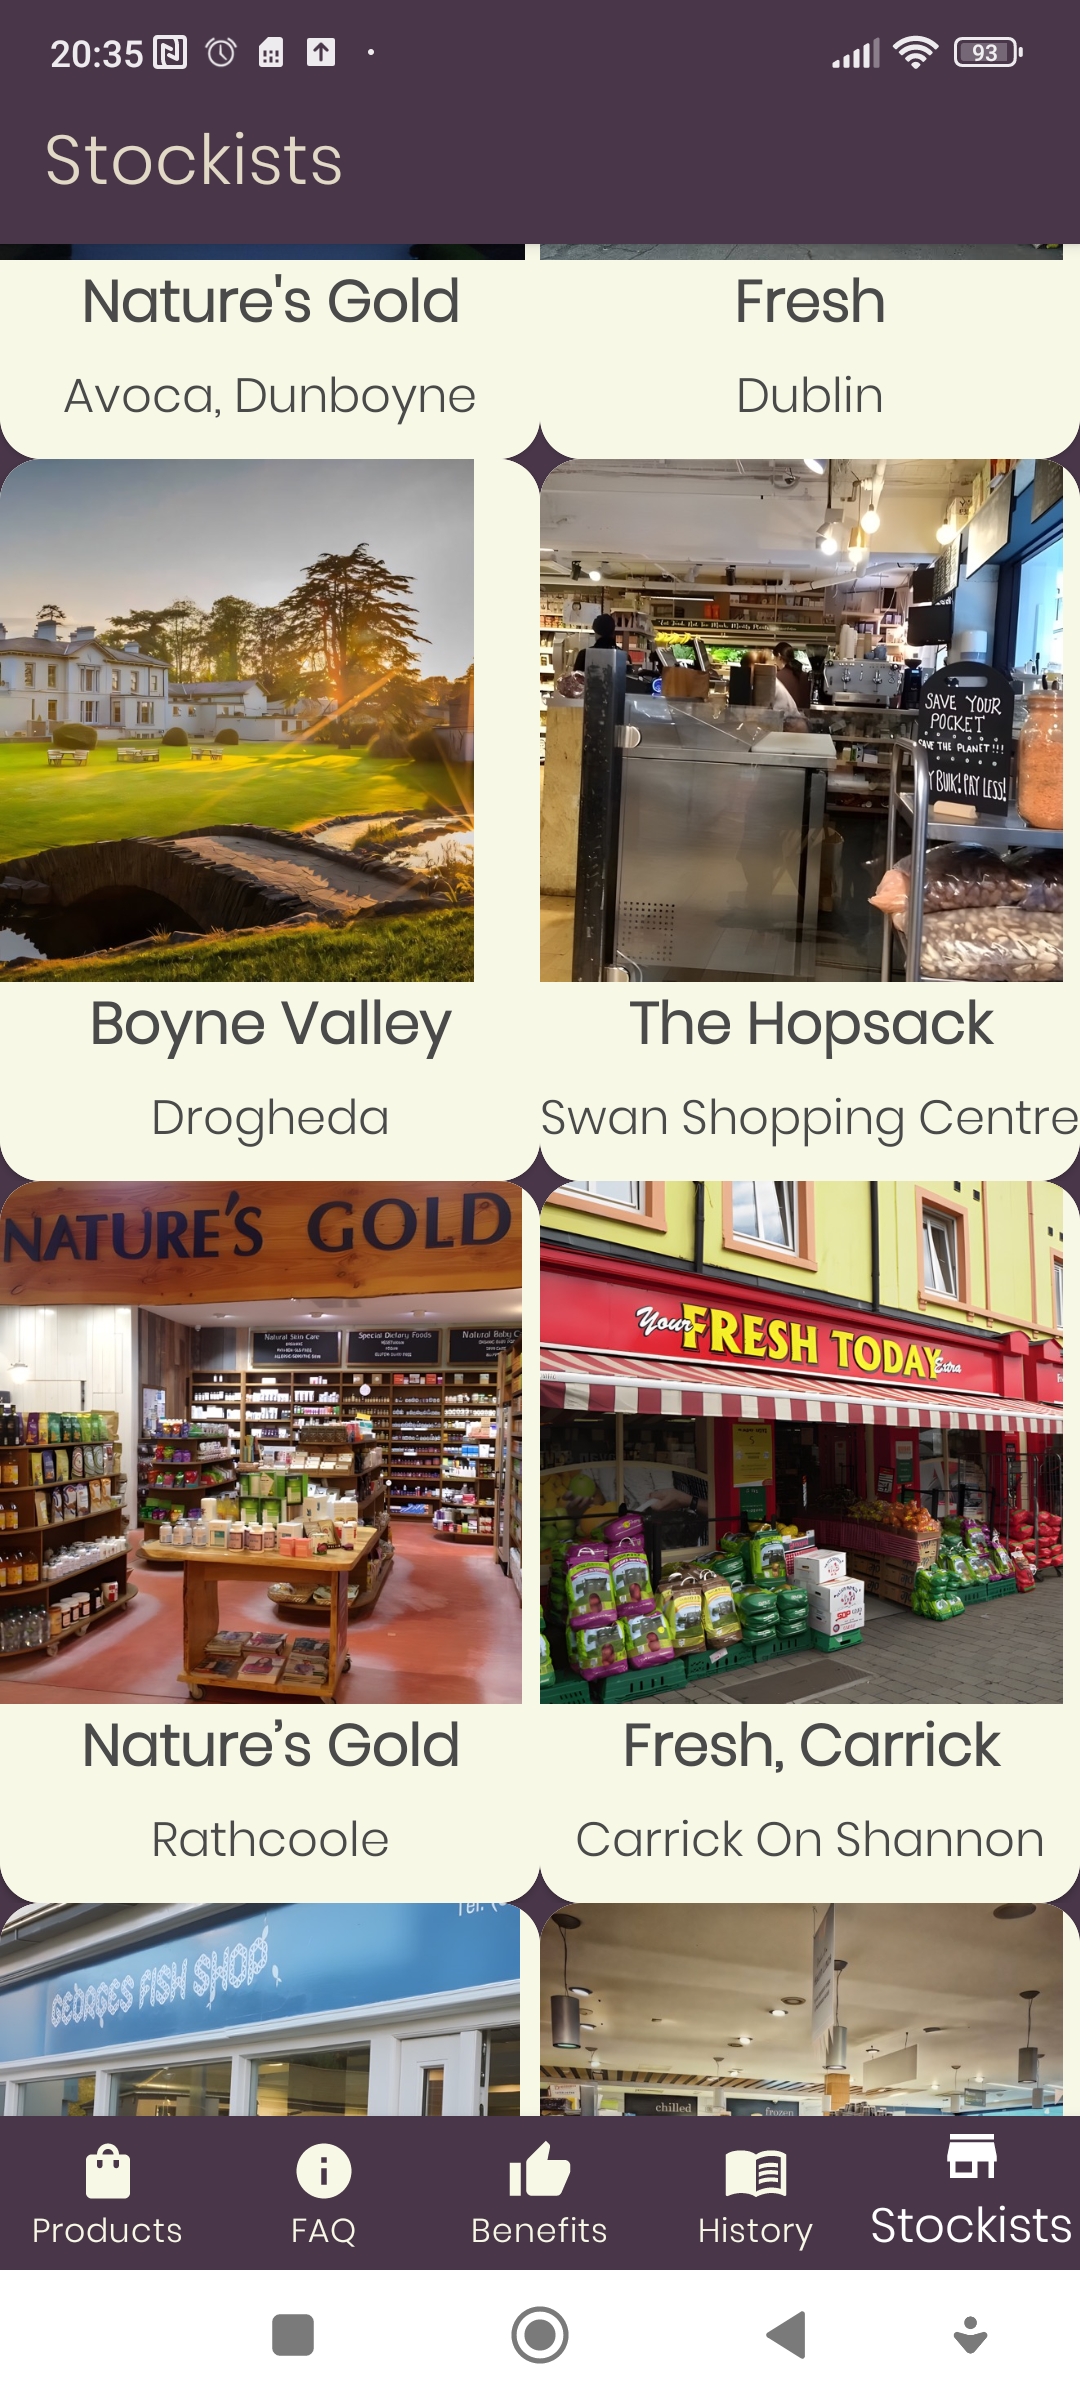 20:35
93
Stockists
Nature's Gold
Avoca, Dunboyne
Fresh
Dublin
Boyne Valley
Drogheda
SAVE YOUR
POCKET
SAVE THE PLANET!!!
Y BULK! PAY LESS!
The Hopsack
Swan Shopping Centre
NATURE'S GOLD
Natural Skin Care
Special Dietary Foods
Natural Baby C
Nature’s Gold
Rathcoole
Your FRESH TODAY Extra
Fresh, Carrick
Carrick On Shannon
Tel: (
GEORGES FISH SHOP
chilled
frozen
Products
FAQ
Benefits
History
Stockists